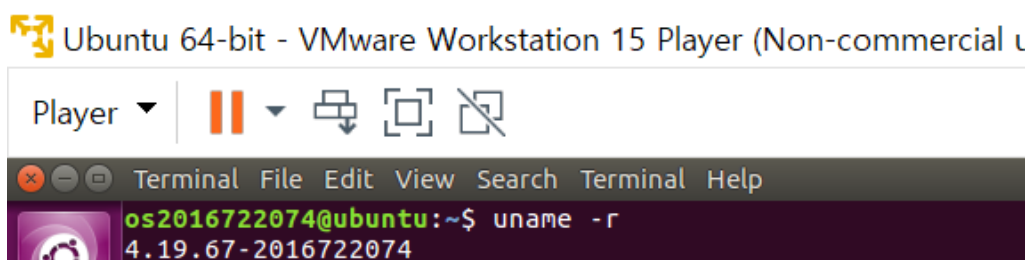 Ubuntu 64-bit - VMware Workstation 15 Player (Non-commercial
Player
Terminal File Edit View Search Terminal Help
os2016722074@ubuntu:~$ uname -r
4.19.67-2016722074